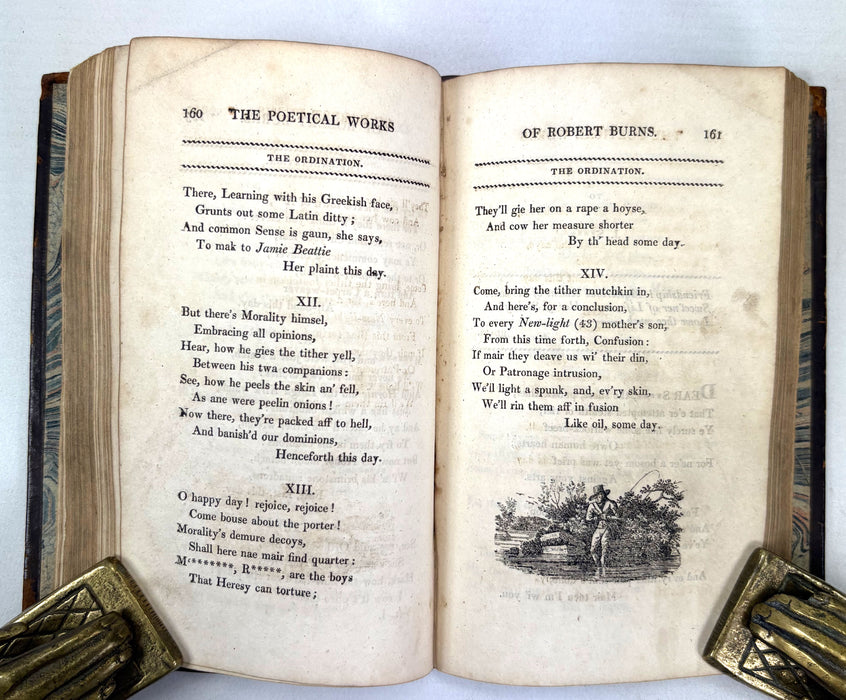 160 THE POETICAL WORKS
THE ORDINATION.
There, Learning with his Greekish face,
Grunts out some Latin ditty;
And common Sense is gaun, she says,
To mak to Jamie Beattie
Her plaint this day.
XII.
But there's Morality himsel,
Embracing all opinions,
Hear, how he gies the tither yell,
Between his twa companions:
See, how he peels the skin an' fell,
As ane were peelin onions!
Now there, they're packed aff to hell,
And banish'd our dominions,
Henceforth this day.
XIII.
O happy day! rejoice, rejoice!
Come bouse about the porter!
Morality's demure decoys,
Shall here nae mair find quarter:
M'*******, R*****, are the boys
That Heresy can torture;
OF ROBERT BURNS. 161
THE ORDINATION.
They'll gie her on a rape a hoyse,
And cow her measure shorter
By th' head some day.
XIV.
Come, bring the tither mutchkin in,
And here's, for a conclusion,
To every New-light (43) mother's son,
From this time forth, Confusion:
If mair they deave us wi' their din,
Or Patronage intrusion,
We'll light a spunk, and, ev'ry skin,
We'll rin them aff in fusion
Like oil, some day.